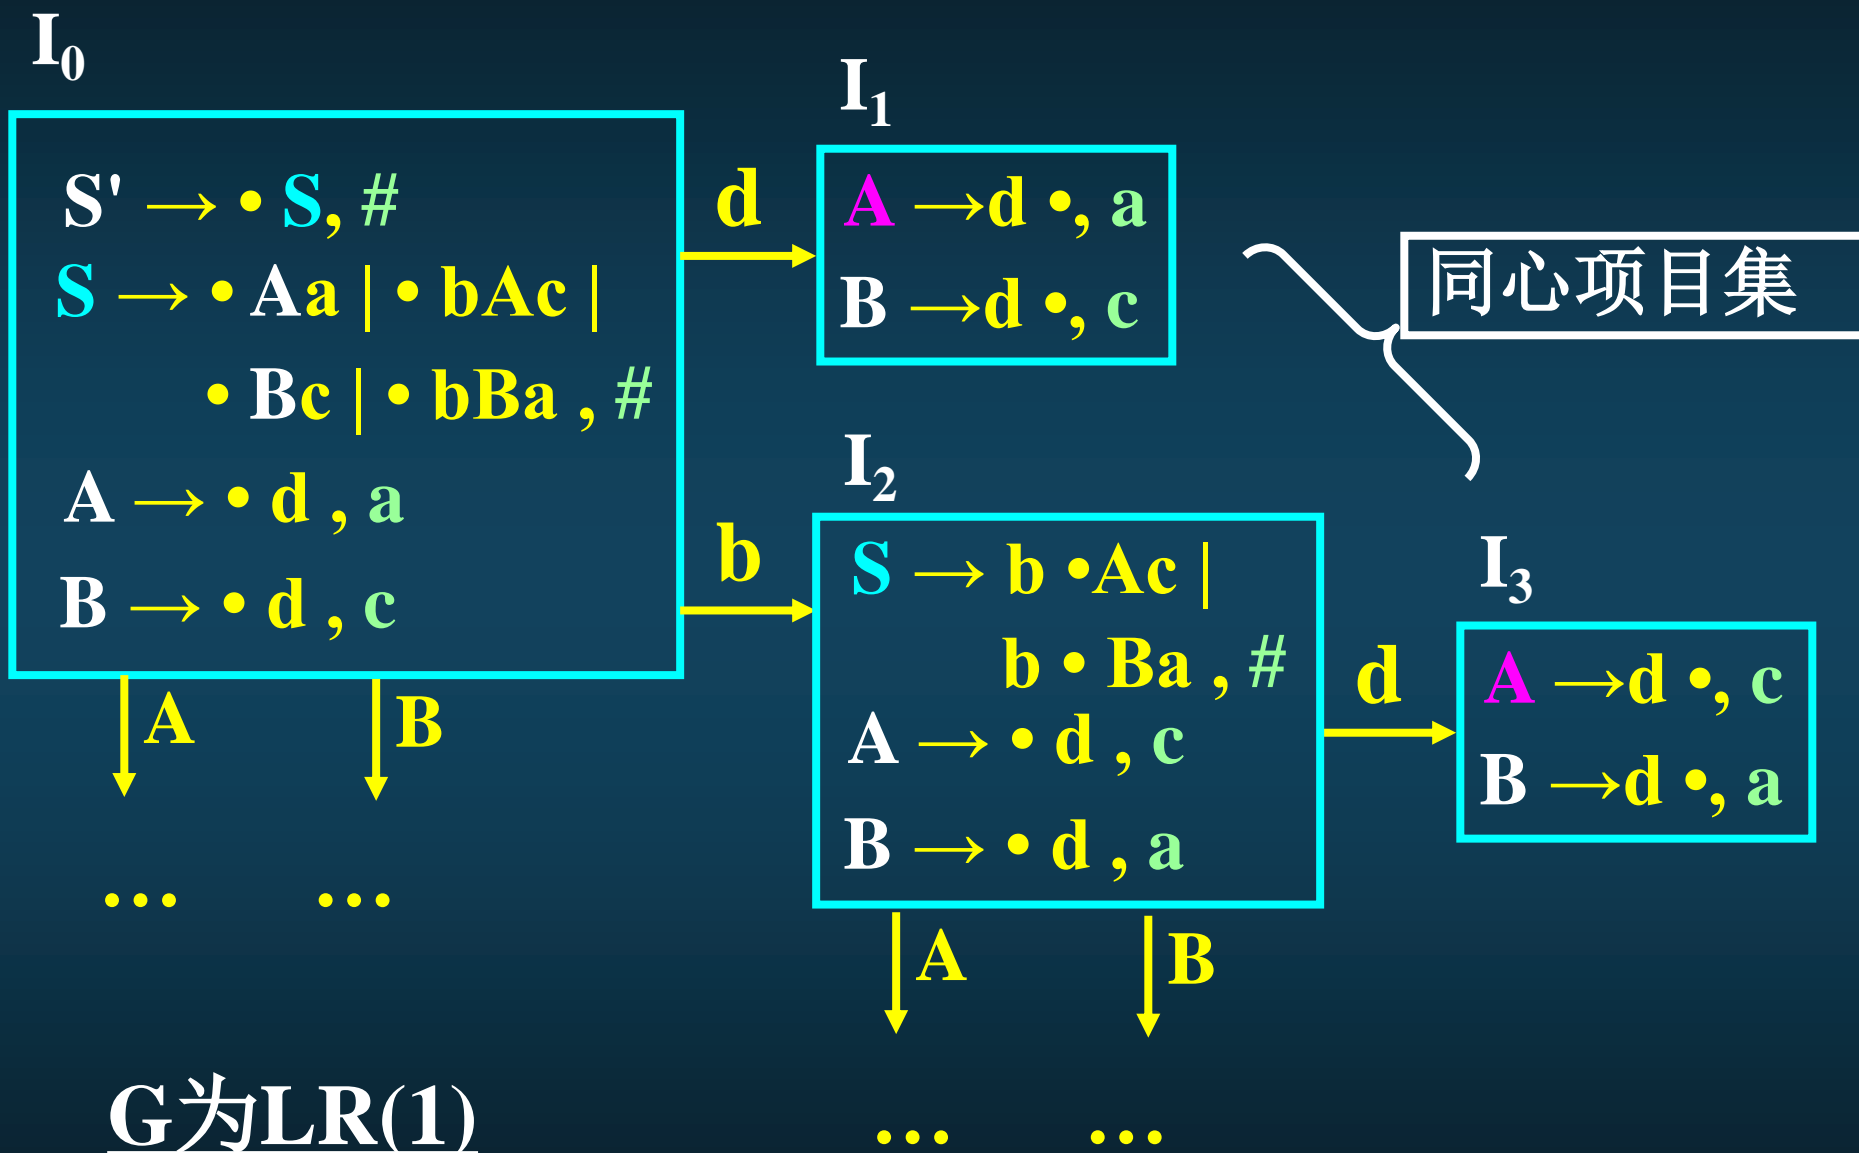 I₀
S' → • S, #
S → • Aa | • bAc |
• Bc | • bBa , #
A → • d , a
B → • d , c
d
I₁
A →d •, a
B →d •, c
同心项目集
b
I₂
S → b •Ac |
b • Ba , #
A → • d , c
B → • d , a
d
I₃
A →d •, c
B →d •, a
A
B
... ...
A
B
... ...
G为LR(1)